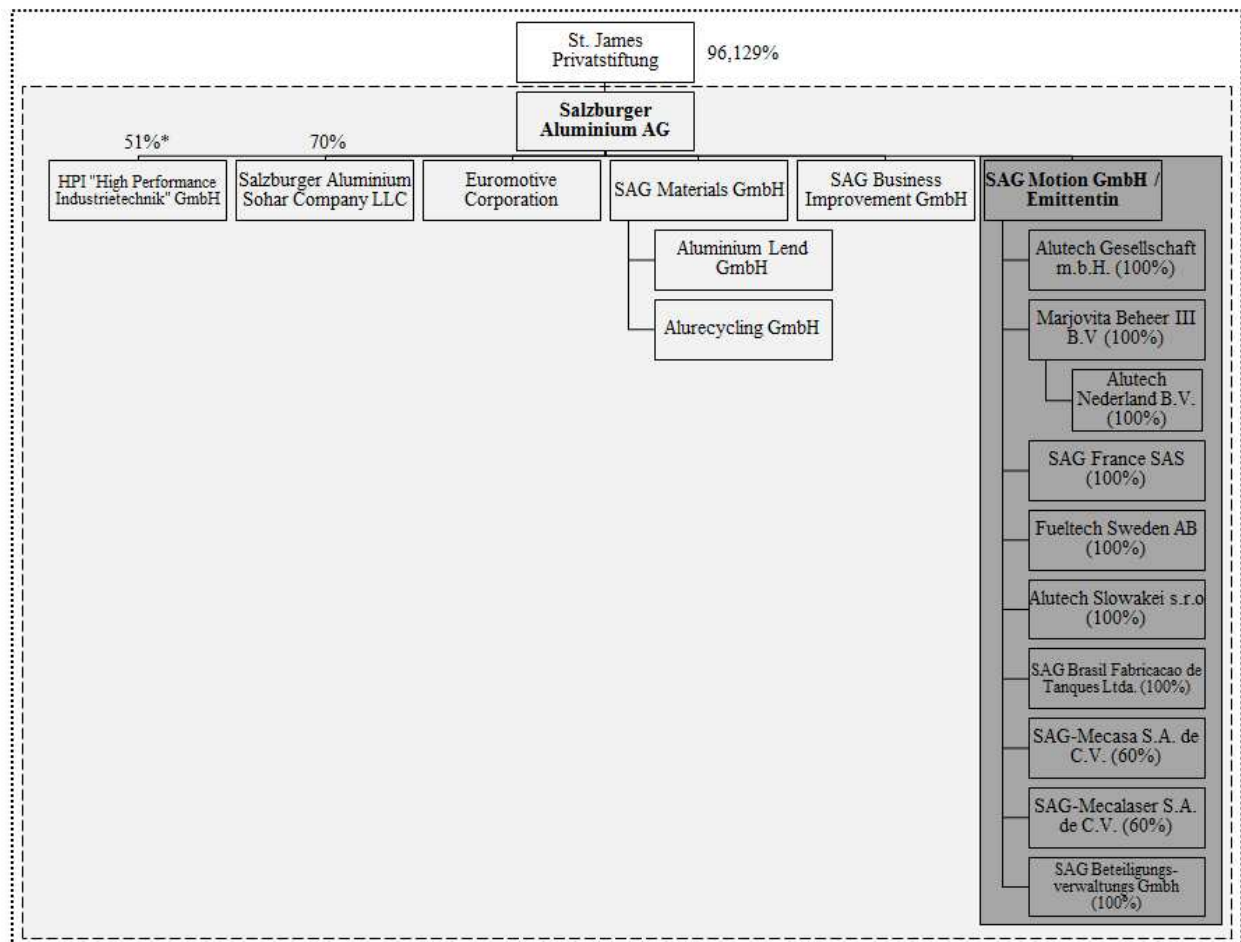 St. James
Privatstiftung
96,129%
Salzburger
Aluminium AG
51%*
70%
HPI "High Performance
Industrietechnik" GmbH
Salzburger Aluminium
Sohar Company LLC
Euromotive
Corporation
SAG Materials GmbH
SAG Business
Improvement GmbH
SAG Motion GmbH /
Emittentin
Aluminium Lend
GmbH
Alurecycling GmbH
Alutech Gesellschaft
m.b.H. (100%)
Marjovita Beheer III
B.V (100%)
Alutech
Nederland B.V.
(100%)
SAG France SAS
(100%)
Fueltech Sweden AB
(100%)
Alutech Slowakei s.r.o
(100%)
SAG Brasil Fabricacao de
Tanques Ltda. (100%)
SAG-Mecasa S.A. de
C.V. (60%)
SAG-Mecalaser S.A.
de C.V. (60%)
SAG Beteiligungs-
verwaltungs Gmbh
(100%)